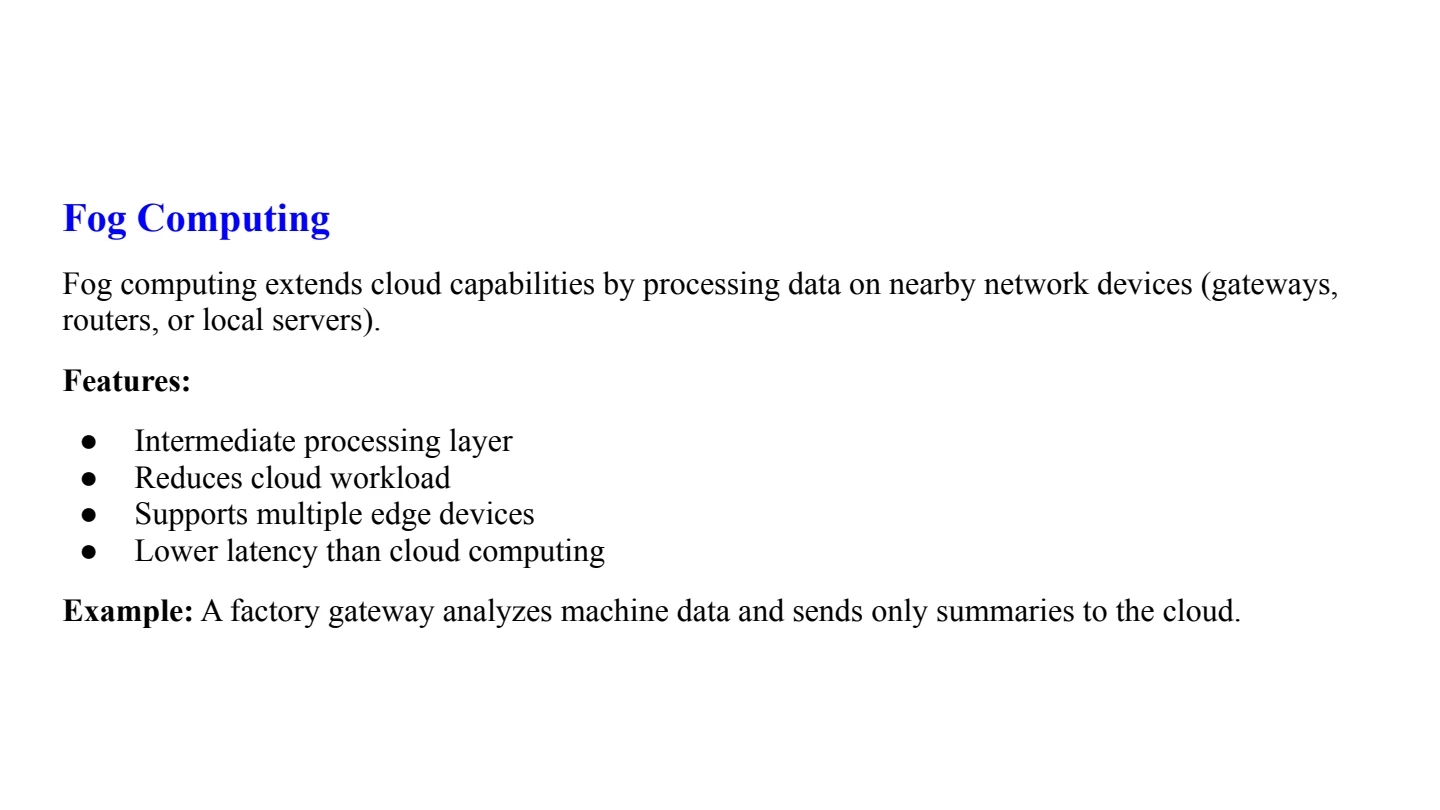 Fog Computing
Fog computing extends cloud capabilities by processing data on nearby network devices (gateways,
routers, or local servers).
Features:
● Intermediate processing layer
● Reduces cloud workload
● Supports multiple edge devices
● Lower latency than cloud computing
Example: A factory gateway analyzes machine data and sends only summaries to the cloud.